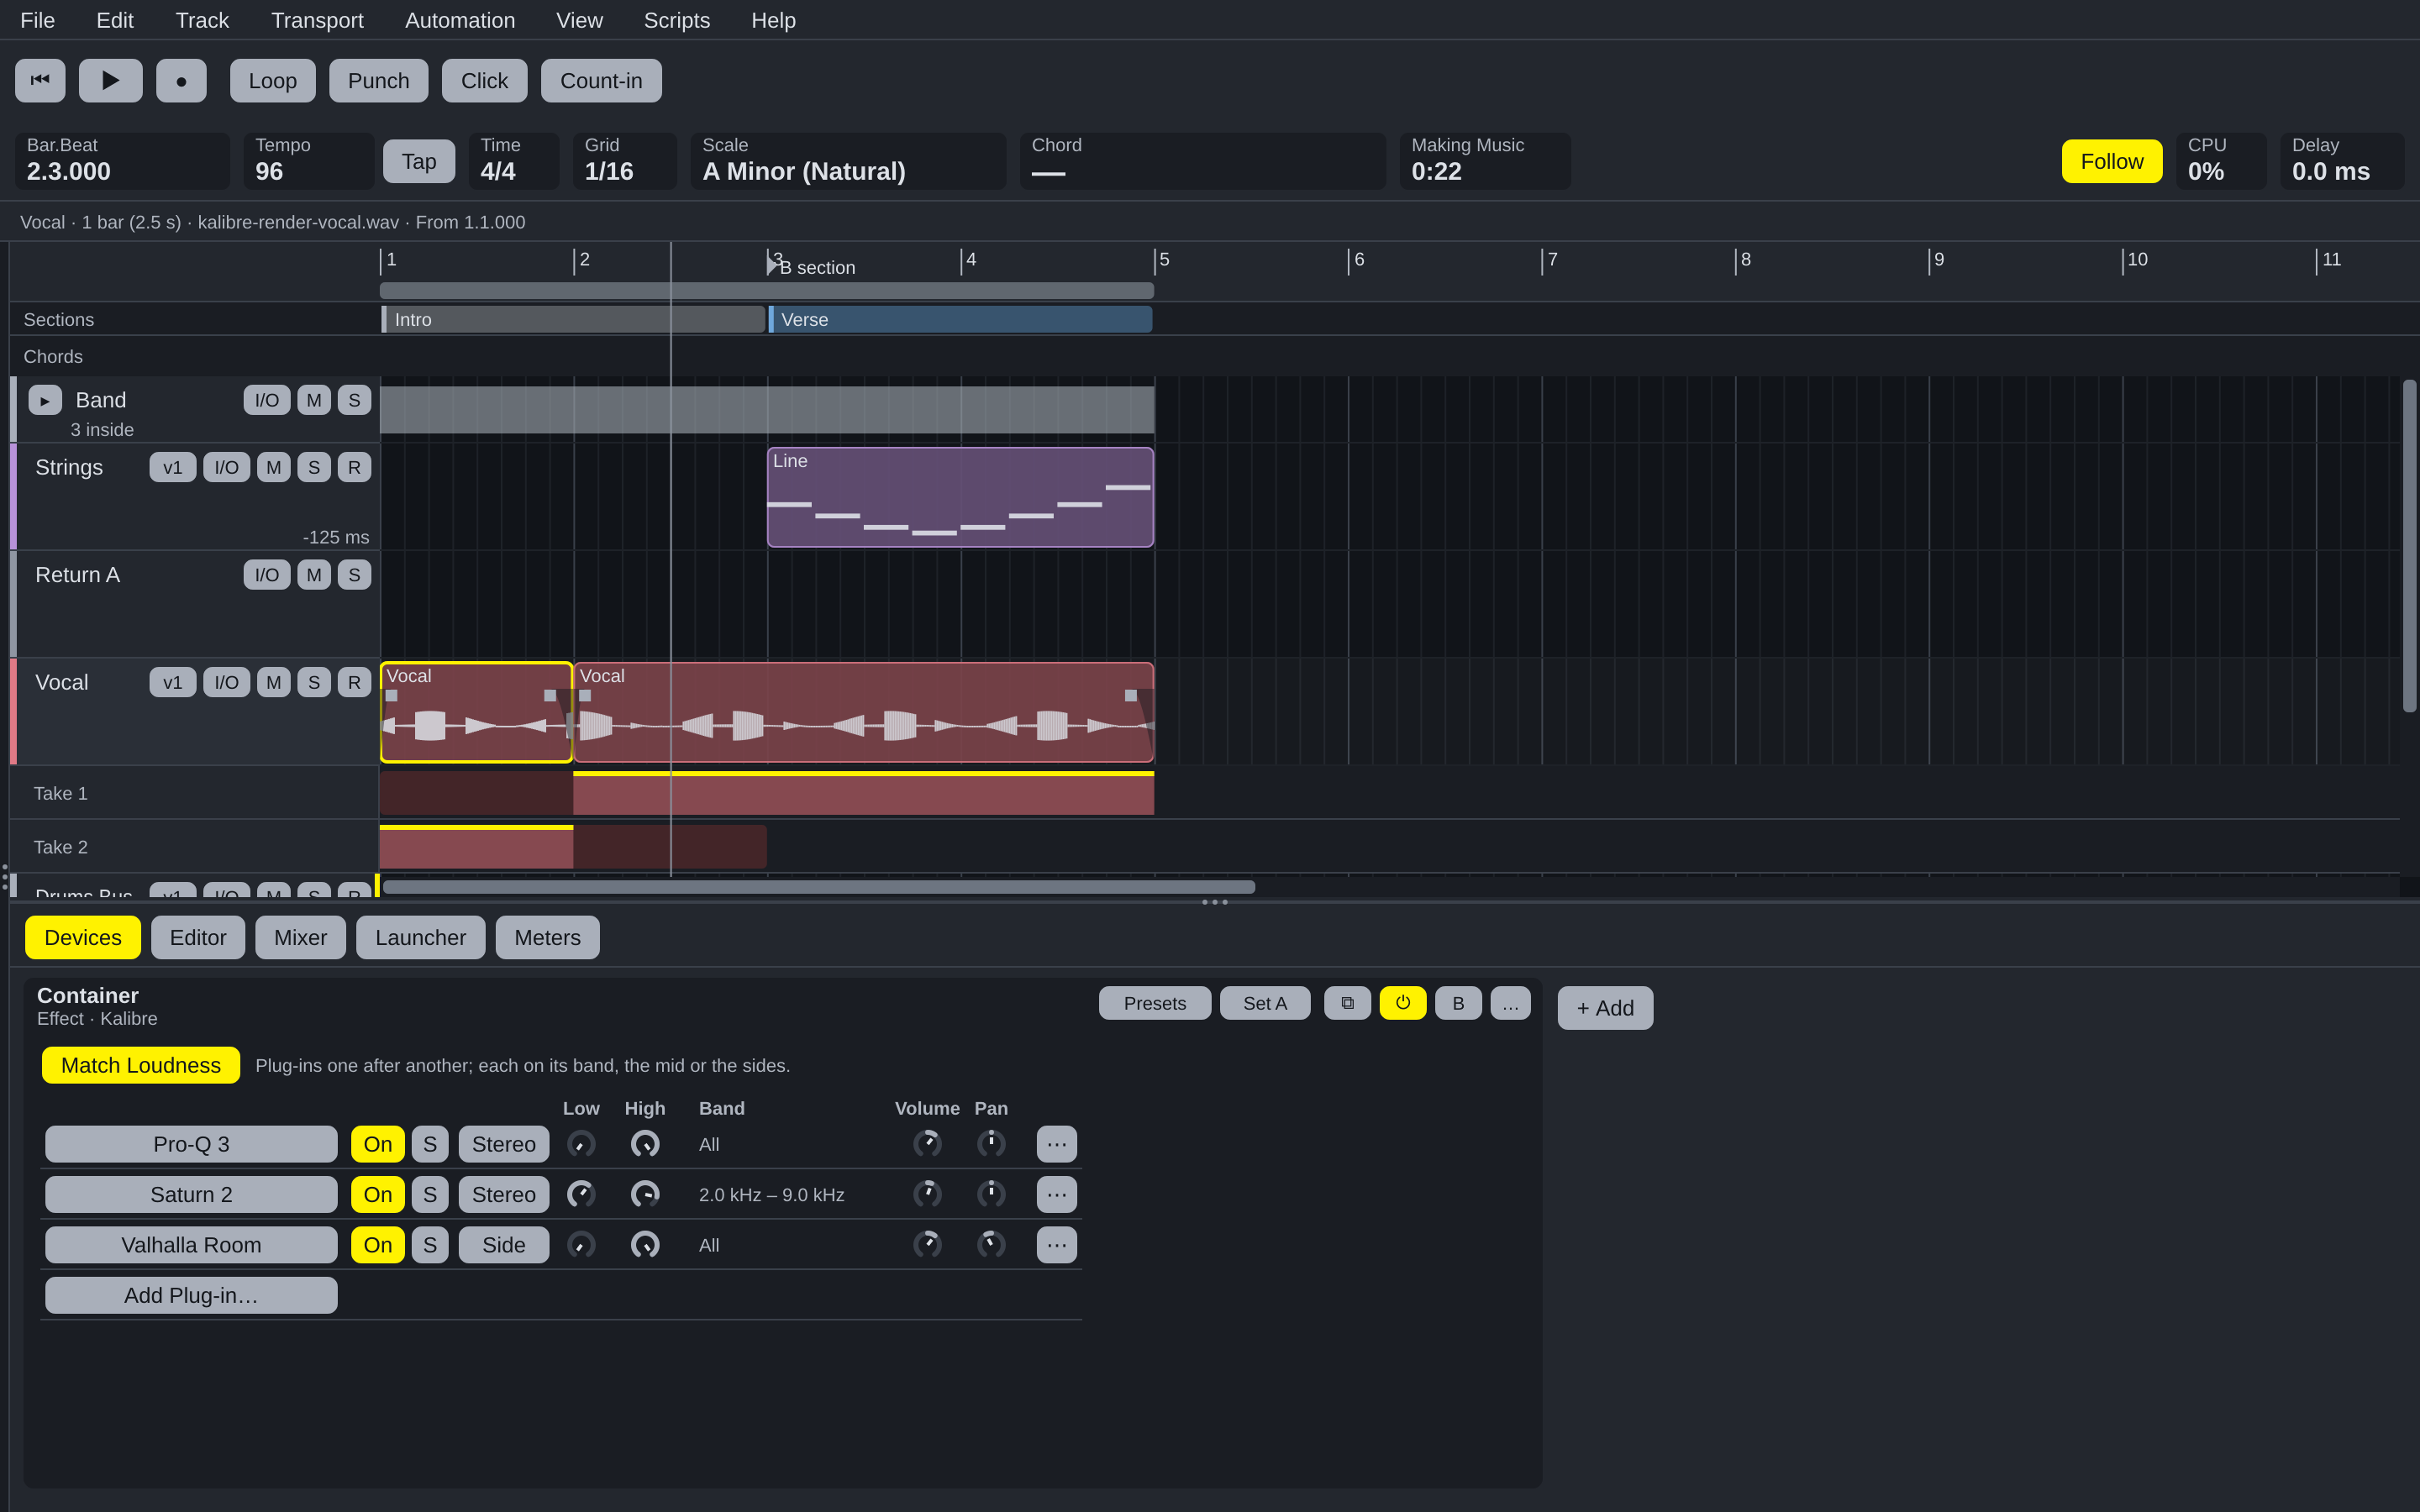 File Edit Track Transport Automation View Scripts Help
Loop Punch Click Count-in
Bar.Beat Tempo Time Grid Scale Chord Making Music CPU Delay
2.3.000 96 Tap 4/4 1/16 A Minor (Natural) — 0:22 Follow 0% 0.0 ms
Vocal · 1 bar (2.5 s) · kalibre-render-vocal.wav · From 1.1.000
1 2 3 B section 4 5 6 7 8 9 10 11
Sections Intro Verse
Chords
Band I/O M S
3 inside
Strings v1 I/O M S R Line
-125 ms
Return A I/O M S
Vocal v1 I/O M S R Vocal Vocal
Take 1
Take 2
Drums Bus v1 I/O M S R
Devices Editor Mixer Launcher Meters
Container Presets Set A B ... + Add
Effect · Kalibre
Match Loudness Plug-ins one after another; each on its band, the mid or the sides.
Low High Band Volume Pan
Pro-Q 3 On S Stereo All ···
Saturn 2 On S Stereo 2.0 kHz – 9.0 kHz ···
Valhalla Room On S Side All ···
Add Plug-in…